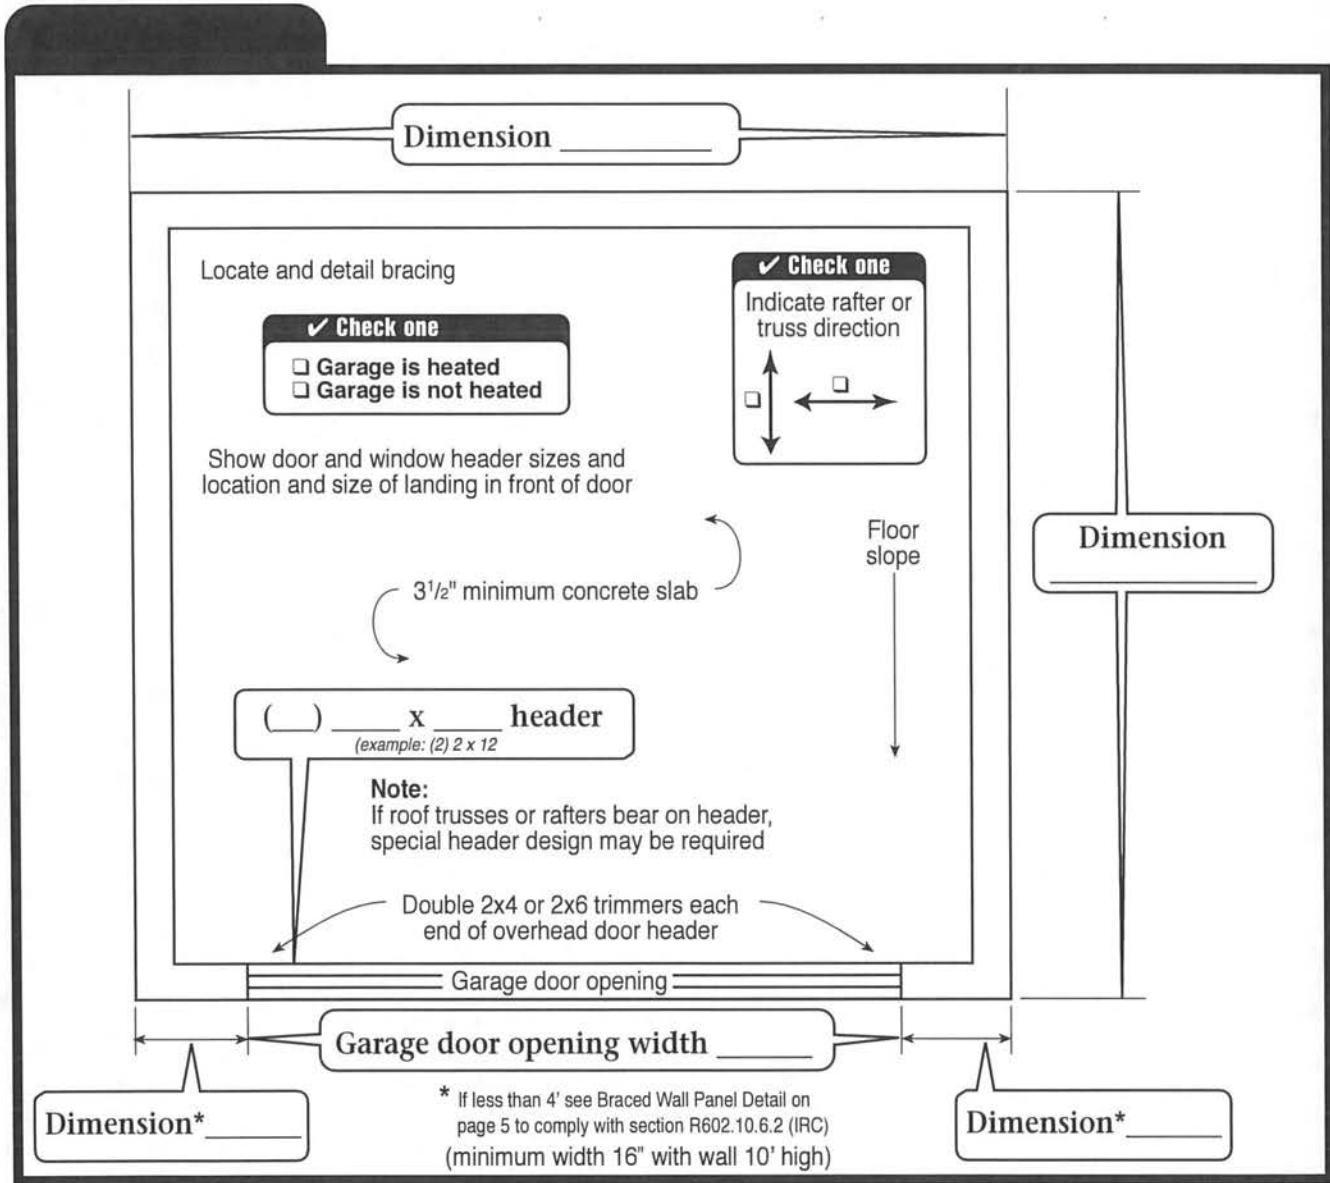 Dimension ________
Locate and detail bracing
✔ Check one
❏ Garage is heated
❏ Garage is not heated
✔ Check one
Indicate rafter or
truss direction
❏
❏
Show door and window header sizes and
location and size of landing in front of door
Floor
slope
Dimension
____________
3 1/2" minimum concrete slab
(__) ____ x ____ header
(example: (2) 2 x 12
Note:
If roof trusses or rafters bear on header,
special header design may be required
Double 2x4 or 2x6 trimmers each
end of overhead door header
Garage door opening
Garage door opening width _____
Dimension*_____
* If less than 4' see Braced Wall Panel Detail on
page 5 to comply with section R602.10.6.2 (IRC)
(minimum width 16" with wall 10' high)
Dimension*_____